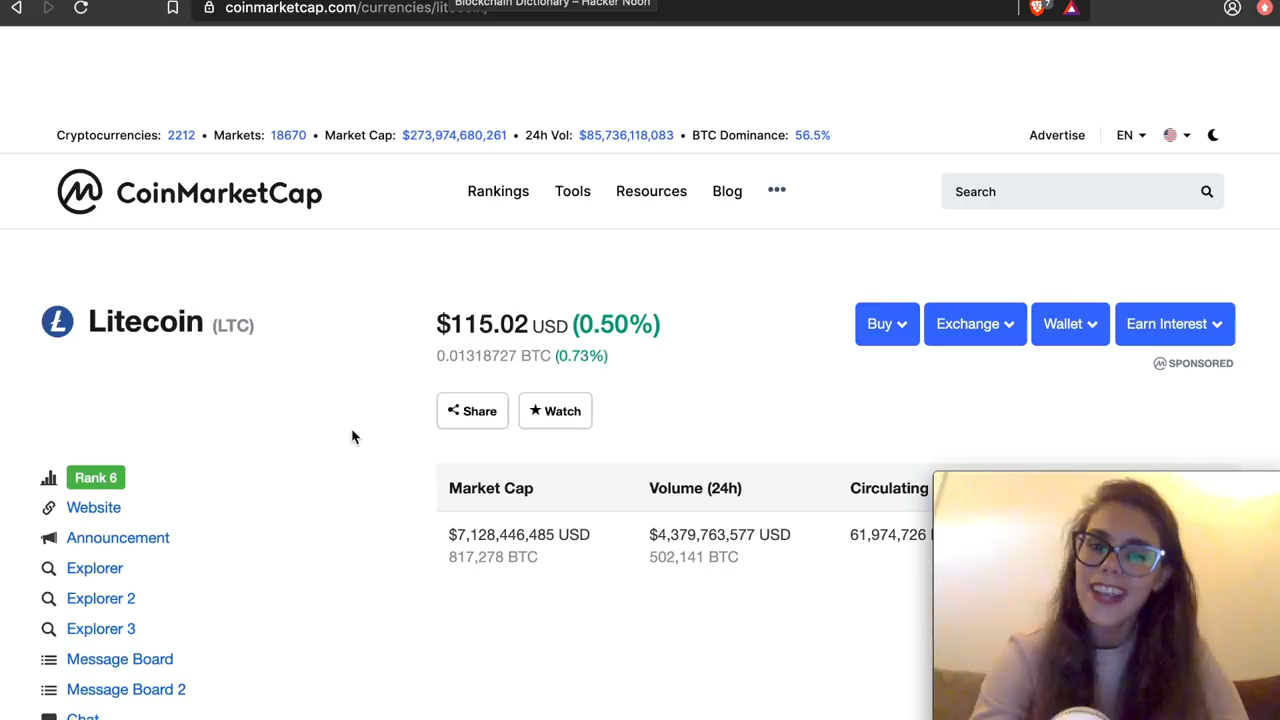 Blockchain Dictionary – Hacker Noon
coinmarketcap.com/currencies/litecoin/
7
Cryptocurrencies: 2212 • Markets: 18670 • Market Cap: $273,974,680,261 • 24h Vol: $85,736,118,083 • BTC Dominance: 56.5%
Advertise EN
CoinMarketCap
Rankings Tools Resources Blog •••
Search
Litecoin (LTC)
$115.02 USD (0.50%)
0.01318727 BTC (0.73%)
Buy Exchange Wallet Earn Interest
SPONSORED
Share Watch
Rank 6
Website
Announcement
Explorer
Explorer 2
Explorer 3
Message Board
Message Board 2
Chat
Market Cap Volume (24h) Circulating
$7,128,446,485 USD $4,379,763,577 USD 61,974,726
817,278 BTC 502,141 BTC